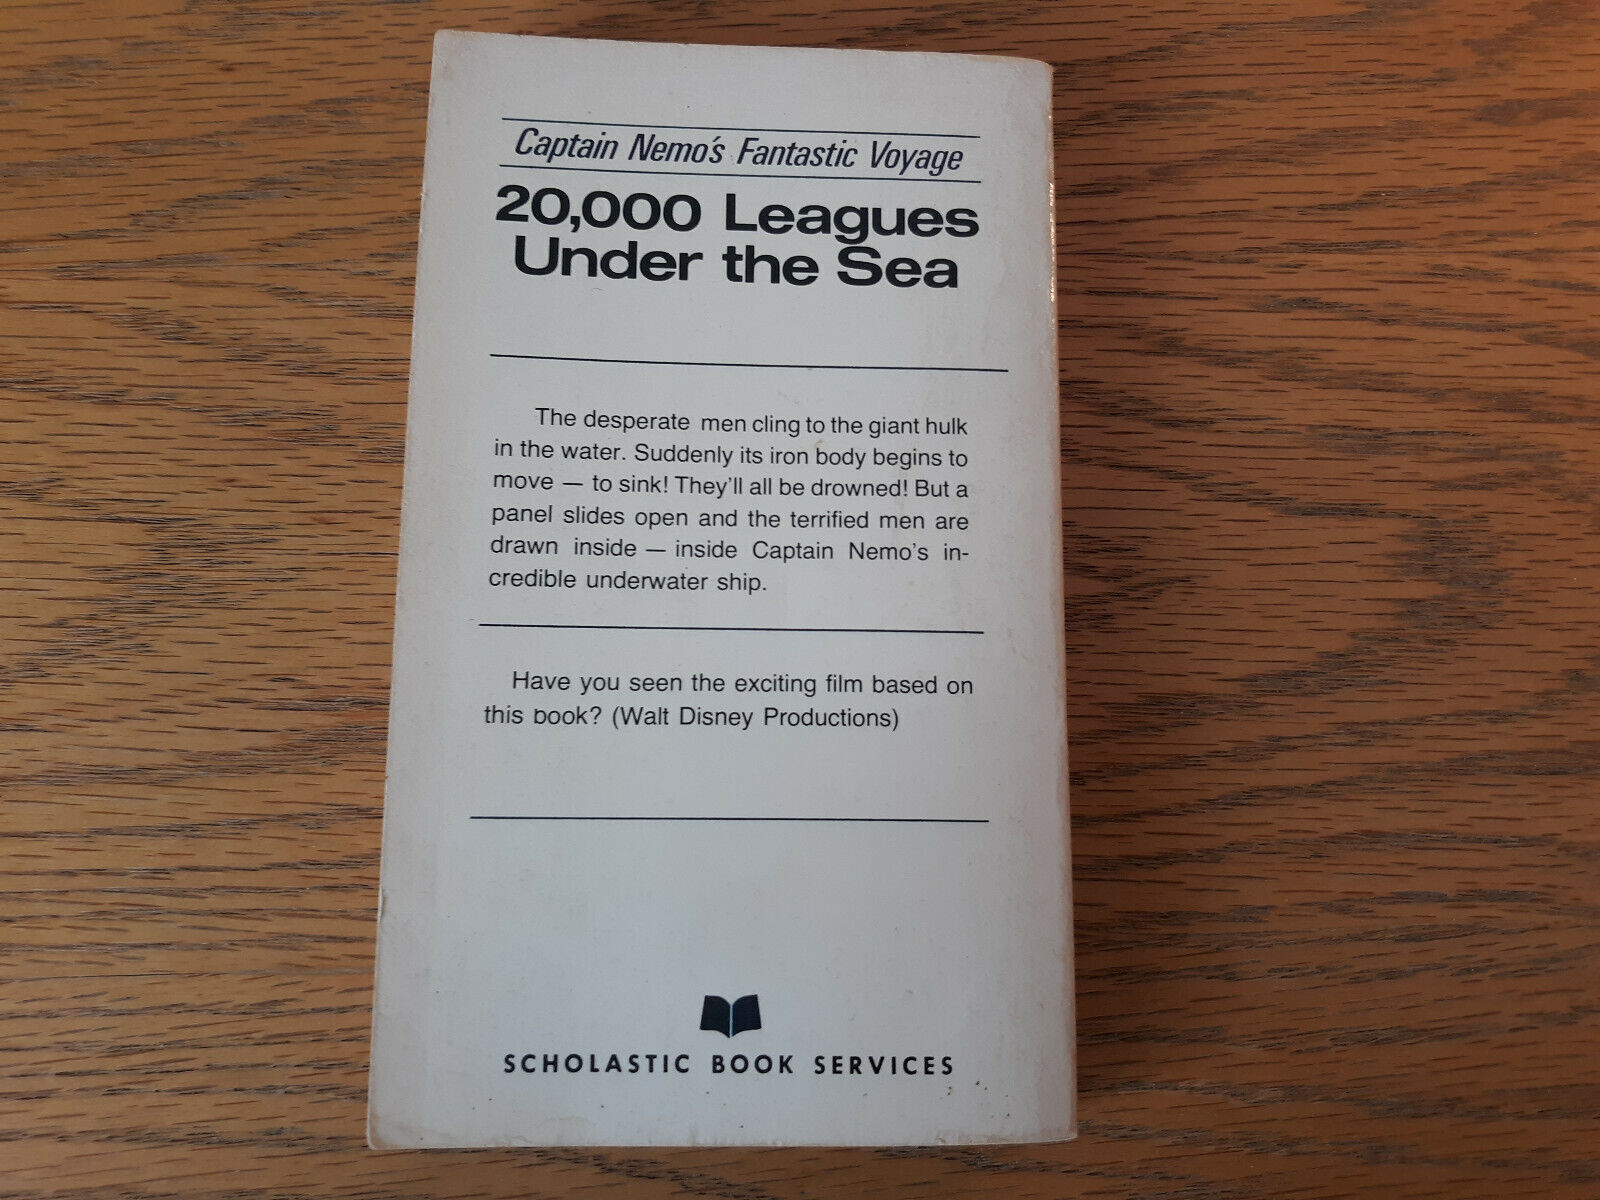 Captain Nemo's Fantastic Voyage
20,000 Leagues
Under the Sea
The desperate men cling to the giant hulk
in the water. Suddenly its iron body begins to
move — to sink! They'll all be drowned! But a
panel slides open and the terrified men are
drawn inside — inside Captain Nemo's in-
credible underwater ship.
Have you seen the exciting film based on
this book? (Walt Disney Productions)
SCHOLASTIC BOOK SERVICES